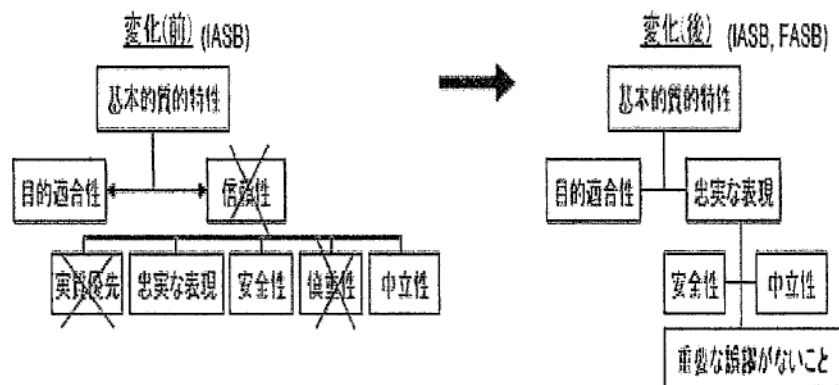 変化(前) (IASB)
基本的質的特性
目的適合性
信頼性
実質優先
忠実な表現
安全性
慎重性
中立性
変化(後) (IASB, FASB)
基本的質的特性
目的適合性
忠実な表現
安全性
中立性
重要な誤謬がないこと